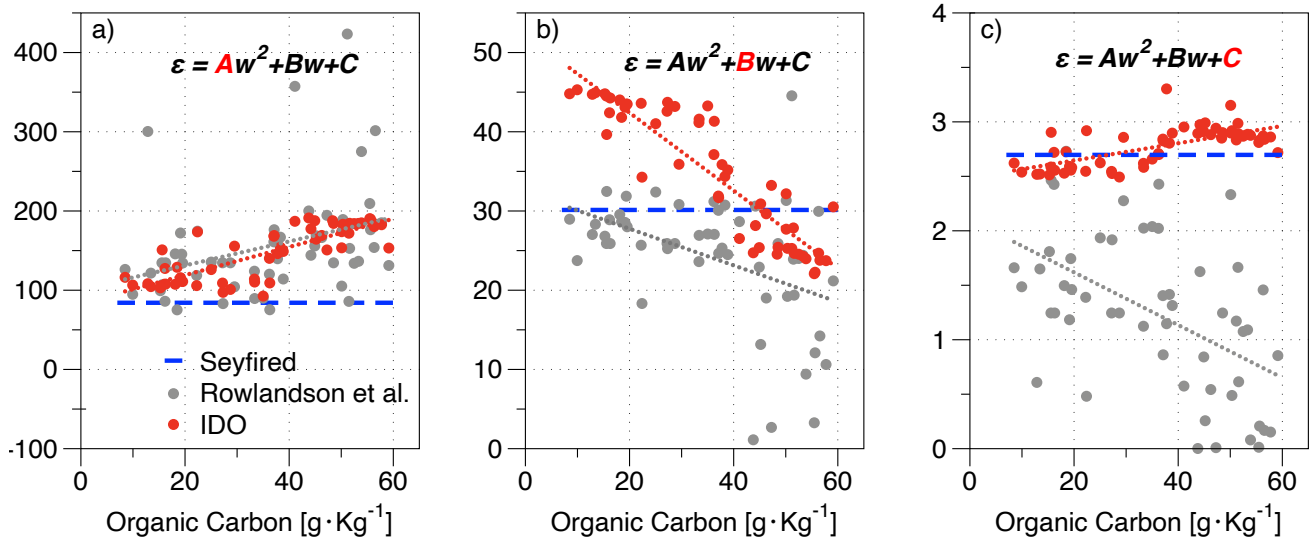 a)
ε = Aw²+Bw+C
400
300
200
100
0
-100
Seyfired
Rowlandson et al.
IDO
0
20
40
60
Organic Carbon [g·Kg⁻¹]
b)
ε = Aw²+Bw+C
50
40
30
20
10
0
0
20
40
60
Organic Carbon [g·Kg⁻¹]
c)
ε = Aw²+Bw+C
4
3
2
1
0
0
20
40
60
Organic Carbon [g·Kg⁻¹]